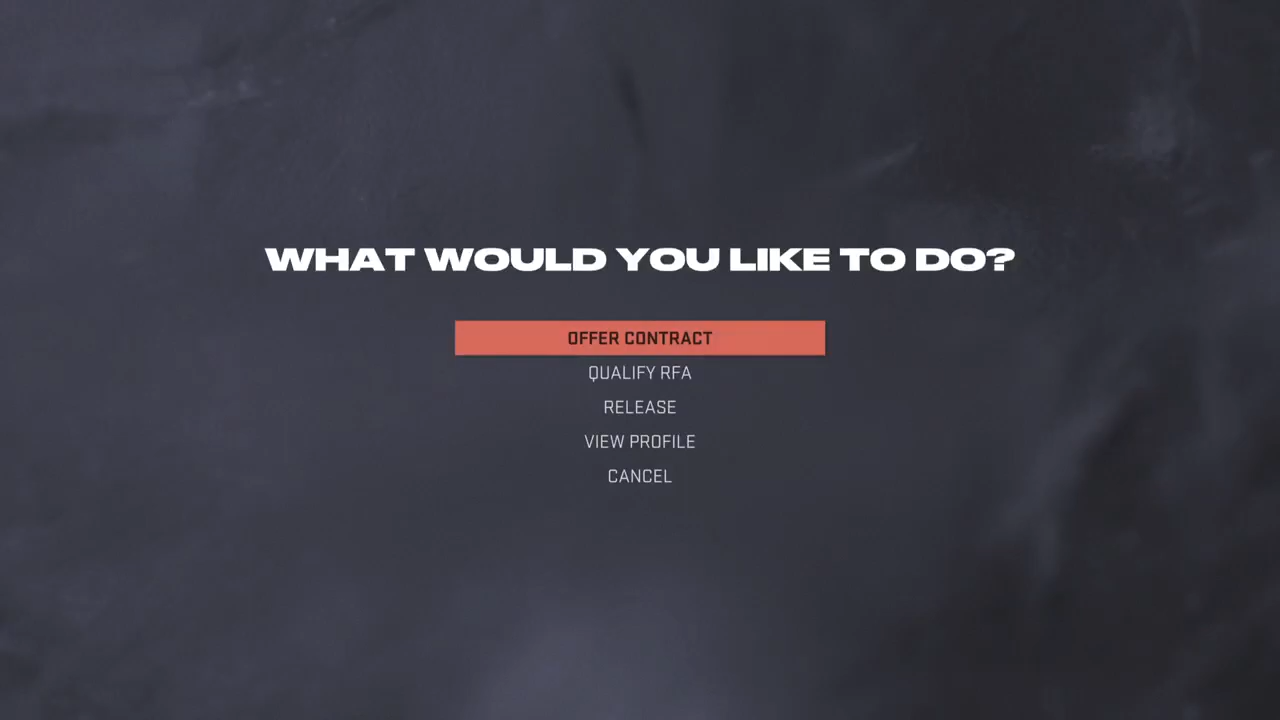 WHAT WOULD YOU LIKE TO DO?
OFFER CONTRACT
QUALIFY RFA
RELEASE
VIEW PROFILE
CANCEL